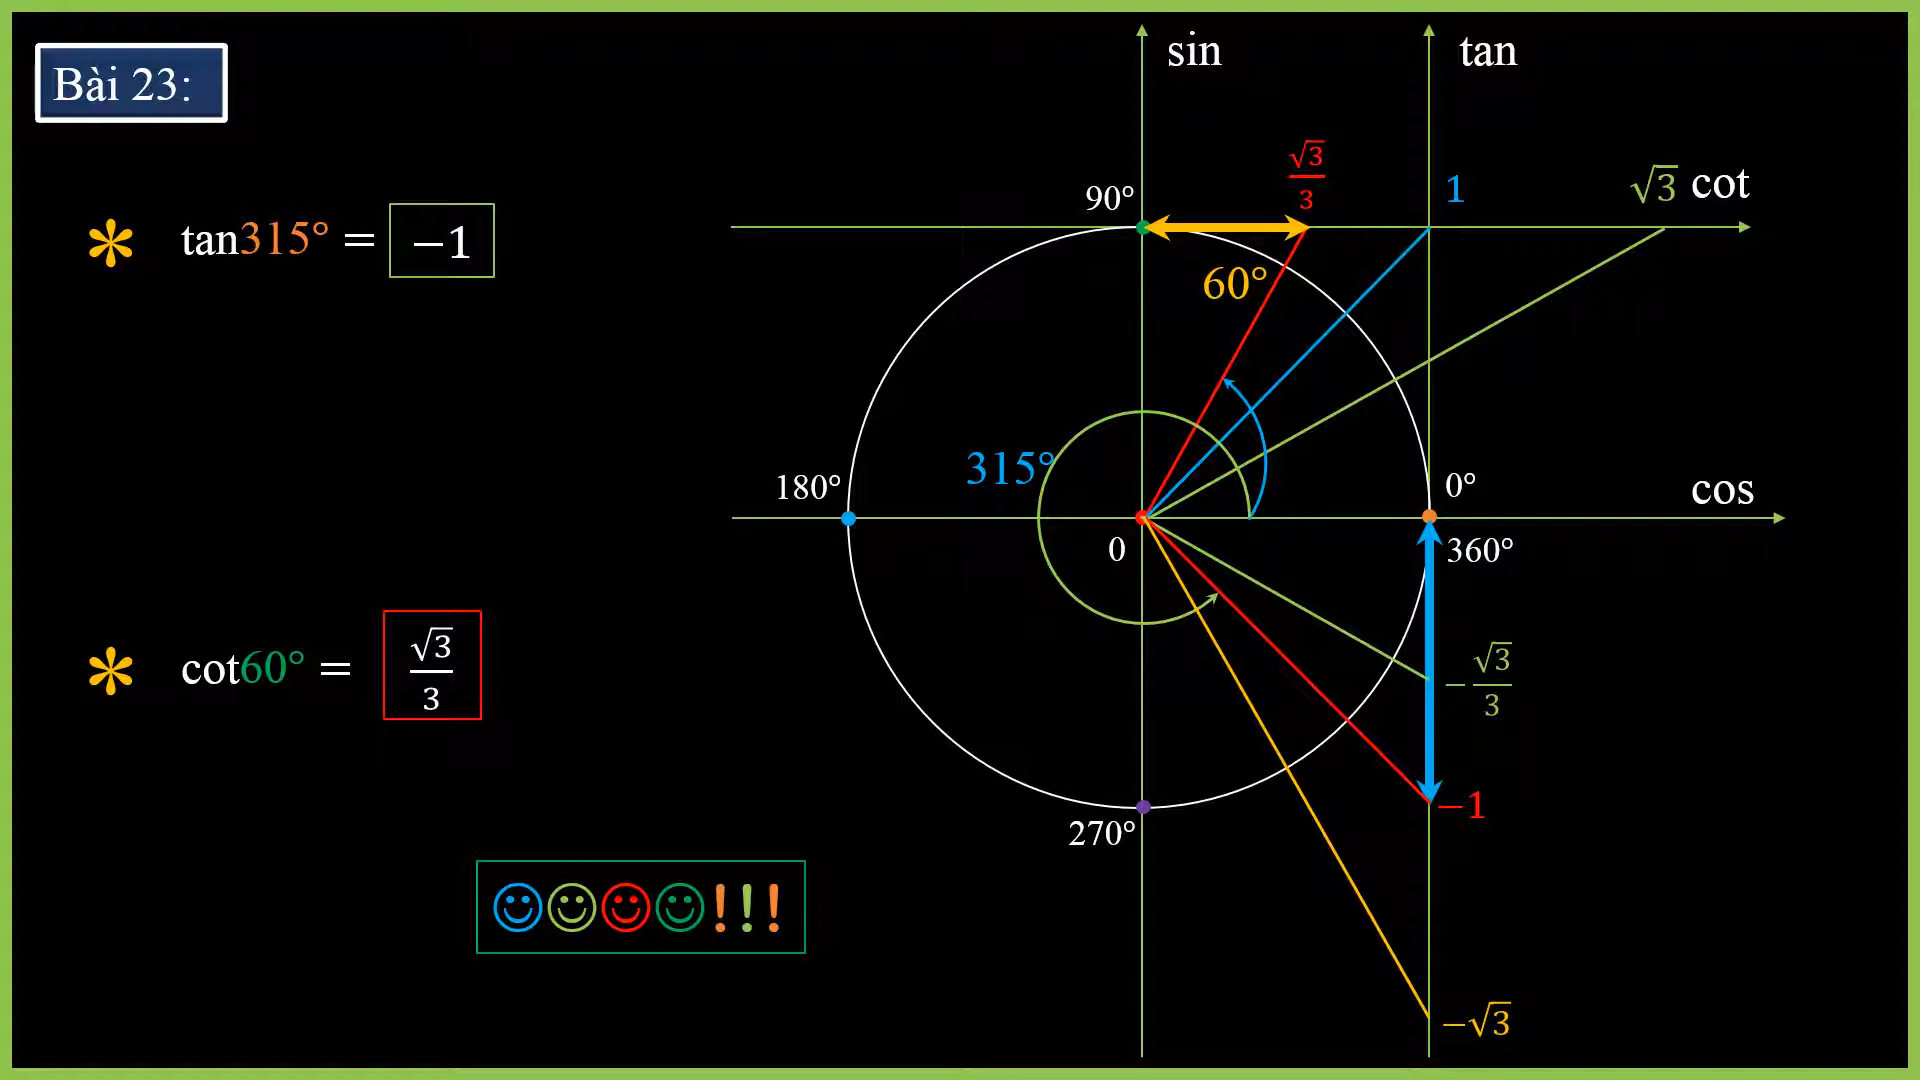 Bài 23:
* tan315° = −1
* cot60° = √3/3
☺☺☺☺!!!
sin
tan
√3/3
1
√3 cot
90°
60°
315°
180°
0°
cos
0
360°
−√3/3
−1
270°
−√3